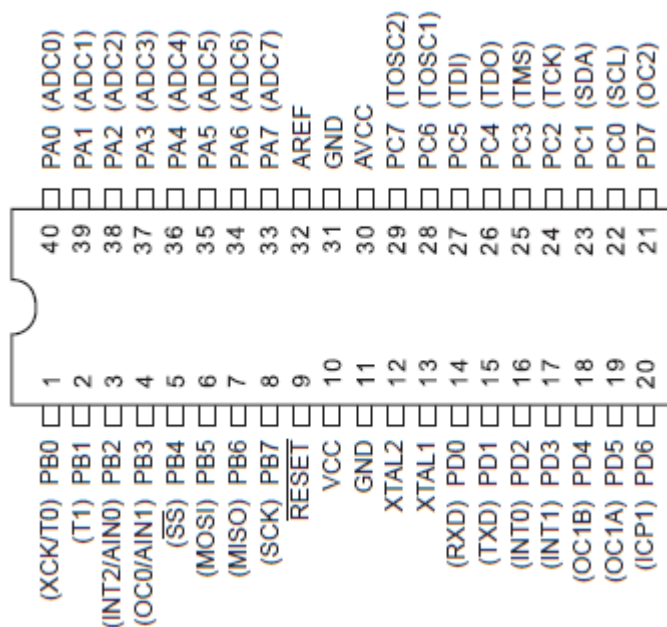 (XCK/T0) PB0 1
(T1) PB1 2
(INT2/AIN0) PB2 3
(OC0/AIN1) PB3 4
(SS) PB4 5
(MOSI) PB5 6
(MISO) PB6 7
(SCK) PB7 8
RESET 9
VCC 10
GND 11
XTAL2 12
XTAL1 13
(RXD) PD0 14
(TXD) PD1 15
(INT0) PD2 16
(INT1) PD3 17
(OC1B) PD4 18
(OC1A) PD5 19
(ICP1) PD6 20
40 PA0 (ADC0)
39 PA1 (ADC1)
38 PA2 (ADC2)
37 PA3 (ADC3)
36 PA4 (ADC4)
35 PA5 (ADC5)
34 PA6 (ADC6)
33 PA7 (ADC7)
32 AREF
31 GND
30 AVCC
29 PC7 (TOSC2)
28 PC6 (TOSC1)
27 PC5 (TDI)
26 PC4 (TDO)
25 PC3 (TMS)
24 PC2 (TCK)
23 PC1 (SDA)
22 PC0 (SCL)
21 PD7 (OC2)